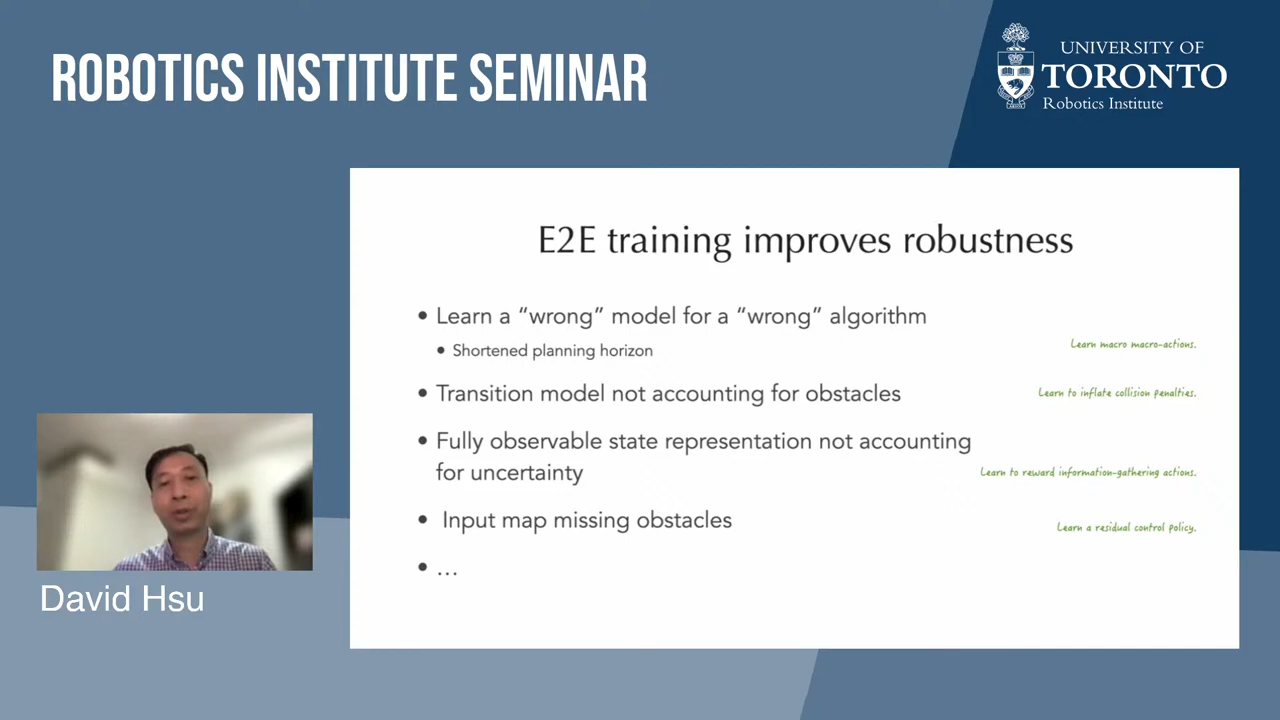 ROBOTICS INSTITUTE SEMINAR
UNIVERSITY OF
TORONTO
Robotics Institute
E2E training improves robustness
• Learn a “wrong” model for a “wrong” algorithm
• Shortened planning horizon
Learn macro macro-actions.
• Transition model not accounting for obstacles
Learn to inflate collision penalties.
• Fully observable state representation not accounting
for uncertainty
Learn to reward information-gathering actions.
• Input map missing obstacles
Learn a residual control policy.
• …
David Hsu